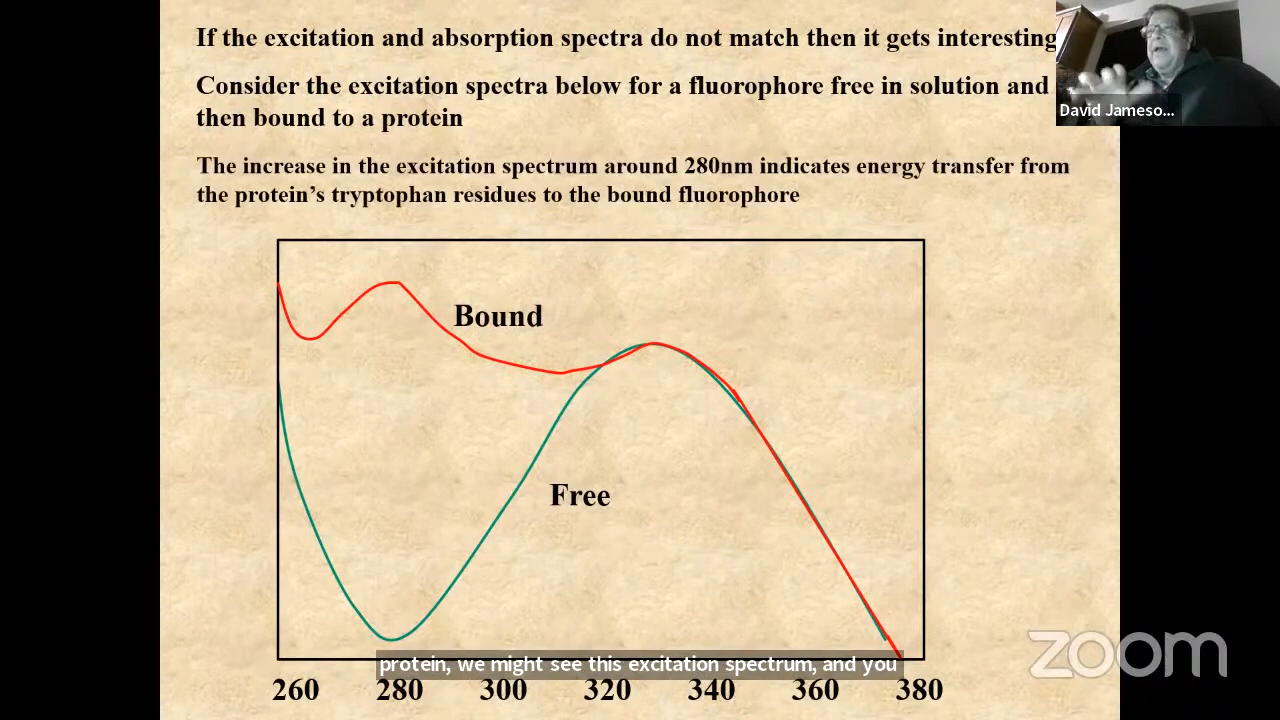 If the excitation and absorption spectra do not match then it gets interesting
Consider the excitation spectra below for a fluorophore free in solution and
then bound to a protein
The increase in the excitation spectrum around 280nm indicates energy transfer from
the protein's tryptophan residues to the bound fluorophore
David Jameso...
Bound
Free
protein, we might see this excitation spectrum, and you
zoom
260 280 300 320 340 360 380